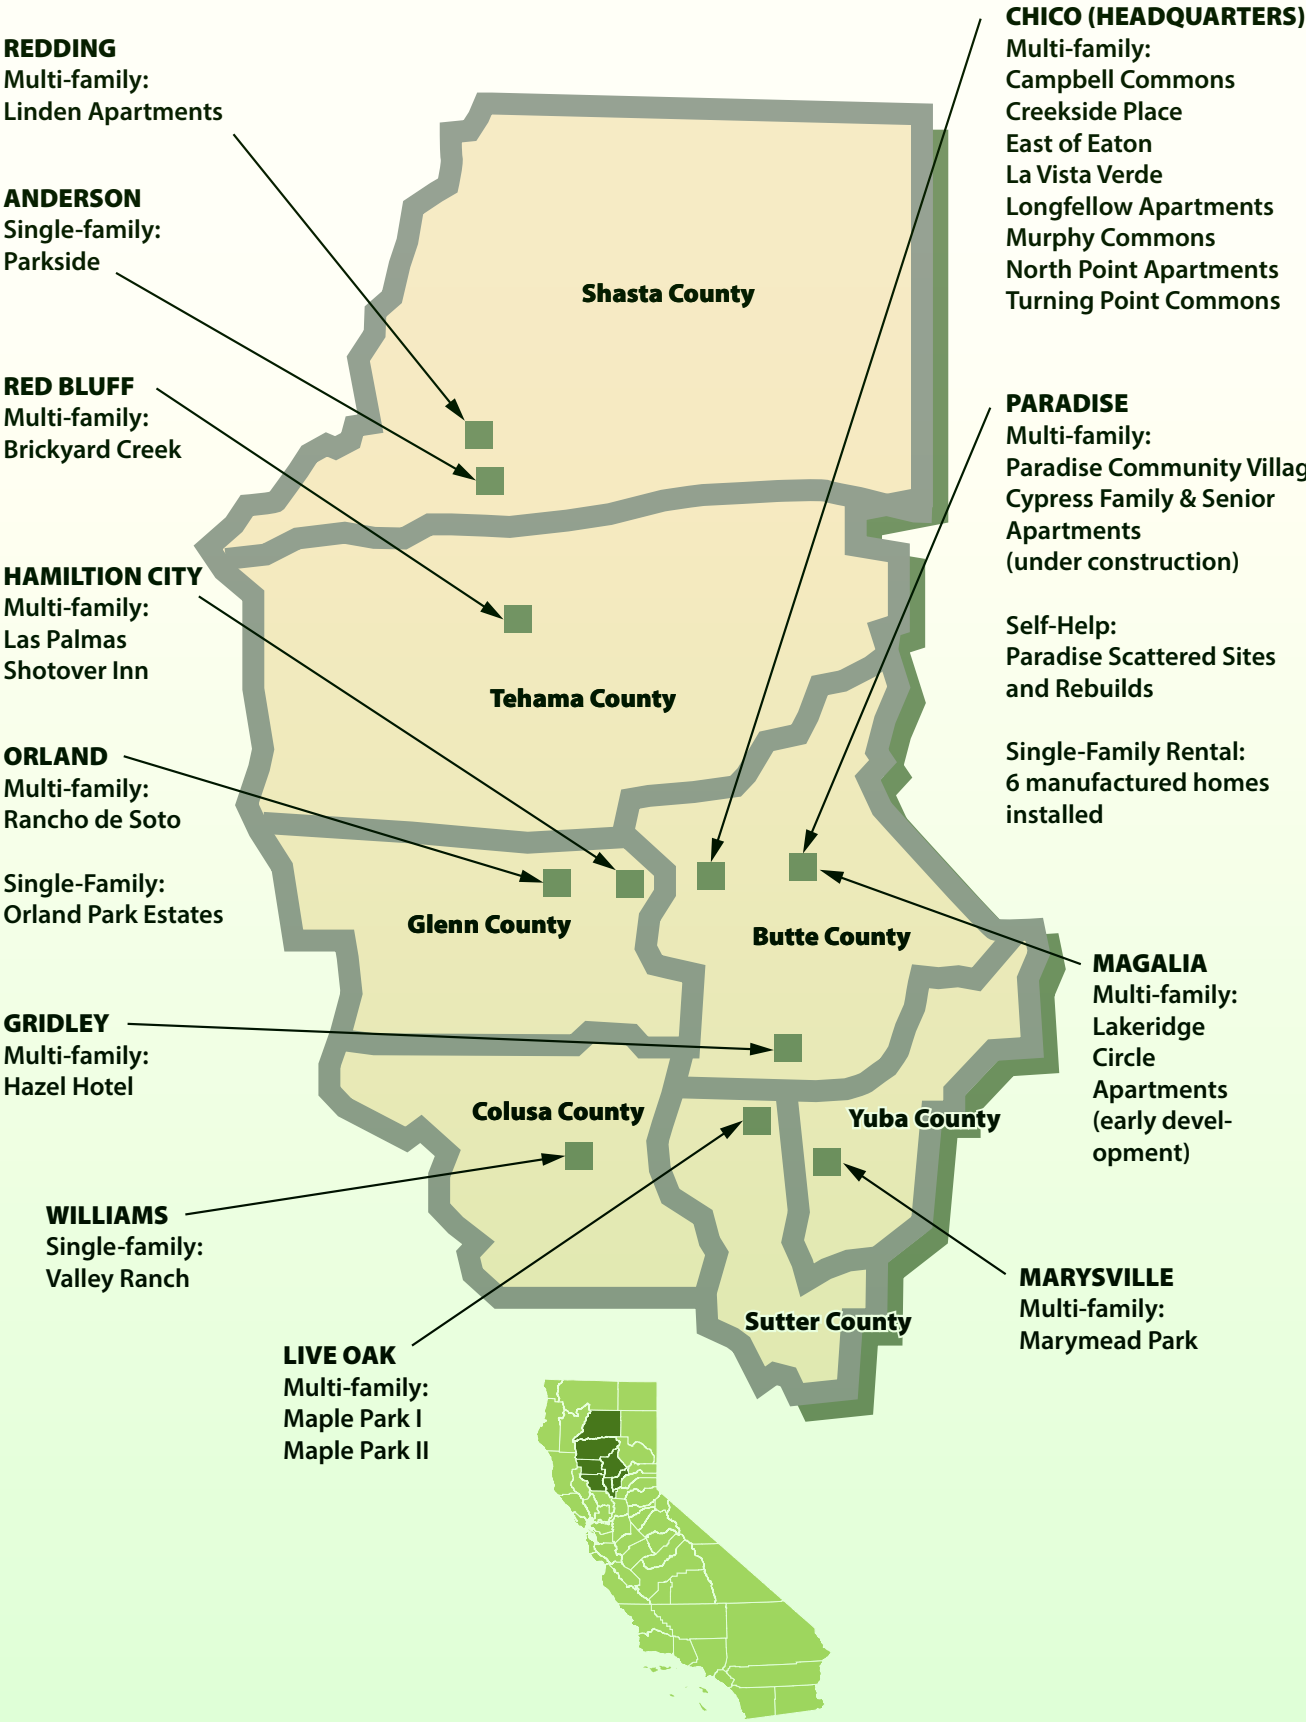 REDDING
Multi-family:
Linden Apartments
ANDERSON
Single-family:
Parkside
RED BLUFF
Multi-family:
Brickyard Creek
HAMILTION CITY
Multi-family:
Las Palmas
Shotover Inn
ORLAND
Multi-family:
Rancho de Soto
Single-Family:
Orland Park Estates
GRIDLEY
Multi-family:
Hazel Hotel
WILLIAMS
Single-family:
Valley Ranch
LIVE OAK
Multi-family:
Maple Park I
Maple Park II
Shasta County
Tehama County
Glenn County
Butte County
Colusa County
Yuba County
Sutter County
CHICO (HEADQUARTERS)
Multi-family:
Campbell Commons
Creekside Place
East of Eaton
La Vista Verde
Longfellow Apartments
Murphy Commons
North Point Apartments
Turning Point Commons
PARADISE
Multi-family:
Paradise Community Villag
Cypress Family & Senior
Apartments
(under construction)
Self-Help:
Paradise Scattered Sites
and Rebuilds
Single-Family Rental:
6 manufactured homes
installed
MAGALIA
Multi-family:
Lakeridge
Circle
Apartments
(early devel-
opment)
MARYSVILLE
Multi-family:
Marymead Park